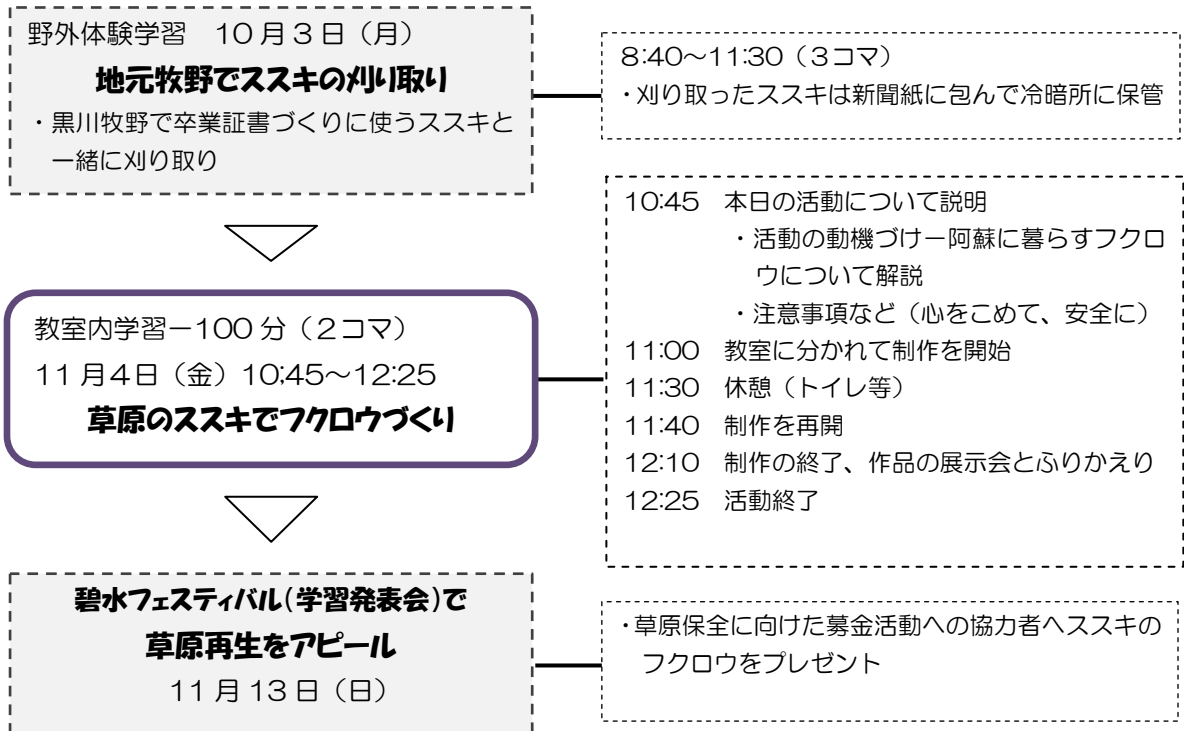 野外体験学習　10月3日（月）
地元牧野でススキの刈り取り
・黒川牧野で卒業証書づくりに使うススキと
一緒に刈り取り
8:40～11:30（3コマ）
・刈り取ったススキは新聞紙に包んで冷暗所に保管
教室内学習－100分（2コマ）
11月4日（金）10;45～12:25
草原のススキでフクロウづくり
10:45　本日の活動について説明
・活動の動機づけ－阿蘇に暮らすフクロ
ウについて解説
・注意事項など（心をこめて、安全に）
11:00　教室に分かれて制作を開始
11:30　休憩（トイレ等）
11:40　制作を再開
12:10　制作の終了、作品の展示会とふりかえり
12:25　活動終了
碧水フェスティバル(学習発表会)で
草原再生をアピール
11月13日（日）
・草原保全に向けた募金活動への協力者へススキの
フクロウをプレゼント